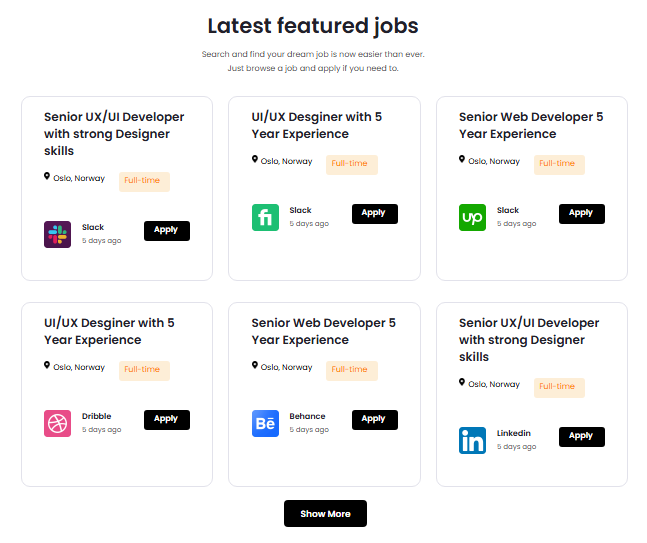 Latest featured jobs
Search and find your dream job is now easier than ever.
Just browse a job and apply if you need to.
Senior UX/UI Developer
with strong Designer
skills
Oslo, Norway
Full-time
Slack
5 days ago
Apply
UI/UX Desginer with 5
Year Experience
Oslo, Norway
Full-time
fi
Slack
5 days ago
Apply
Senior Web Developer 5
Year Experience
Oslo, Norway
Full-time
up
Slack
5 days ago
Apply
UI/UX Desginer with 5
Year Experience
Oslo, Norway
Full-time
Dribble
5 days ago
Apply
Senior Web Developer 5
Year Experience
Oslo, Norway
Full-time
Bē
Behance
5 days ago
Apply
Senior UX/UI Developer
with strong Designer
skills
Oslo, Norway
Full-time
in
Linkedin
5 days ago
Apply
Show More